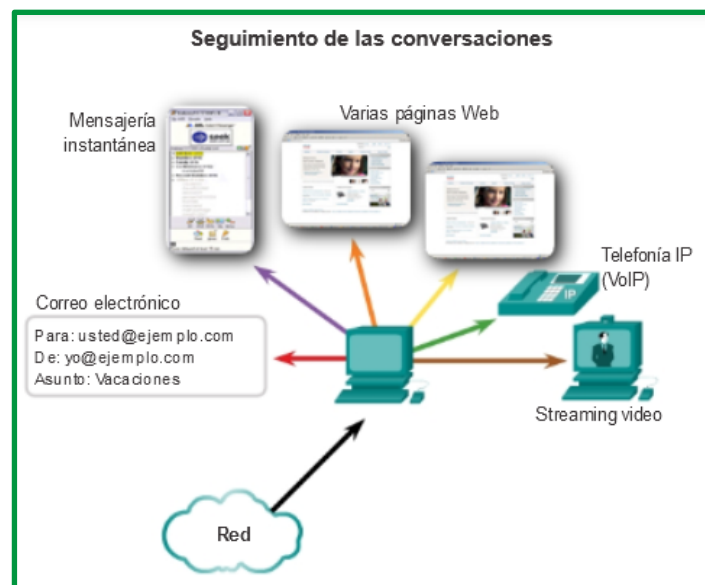 Seguimiento de las conversaciones
Mensajería
instantánea
Varias páginas Web
Telefonía IP
(VoIP)
IP
Correo electrónico
Para: usted@ejemplo.com
De: yo@ejemplo.com
Asunto: Vacaciones
Streaming video
Red